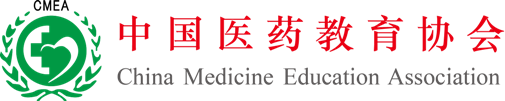 CMEA
中国医药教育协会
China Medicine Education Association